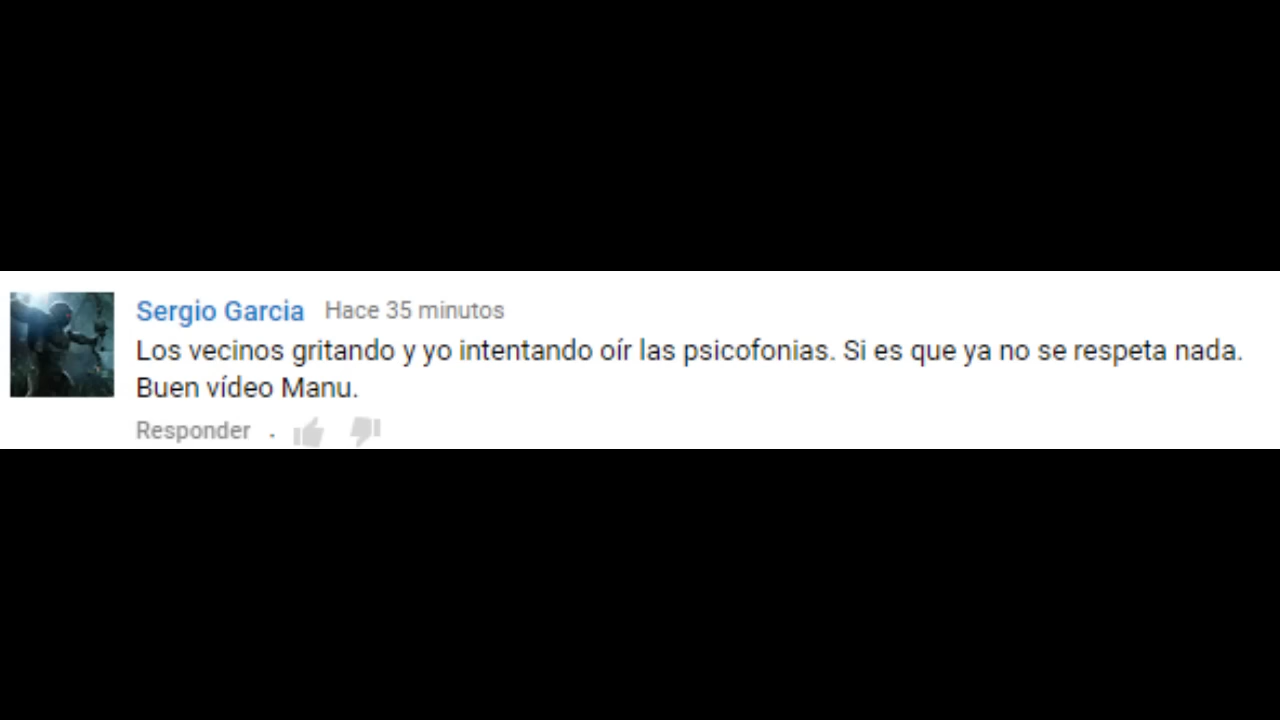 Sergio Garcia Hace 35 minutos
Los vecinos gritando y yo intentando oír las psicofonias. Si es que ya no se respeta nada.
Buen vídeo Manu.
Responder .